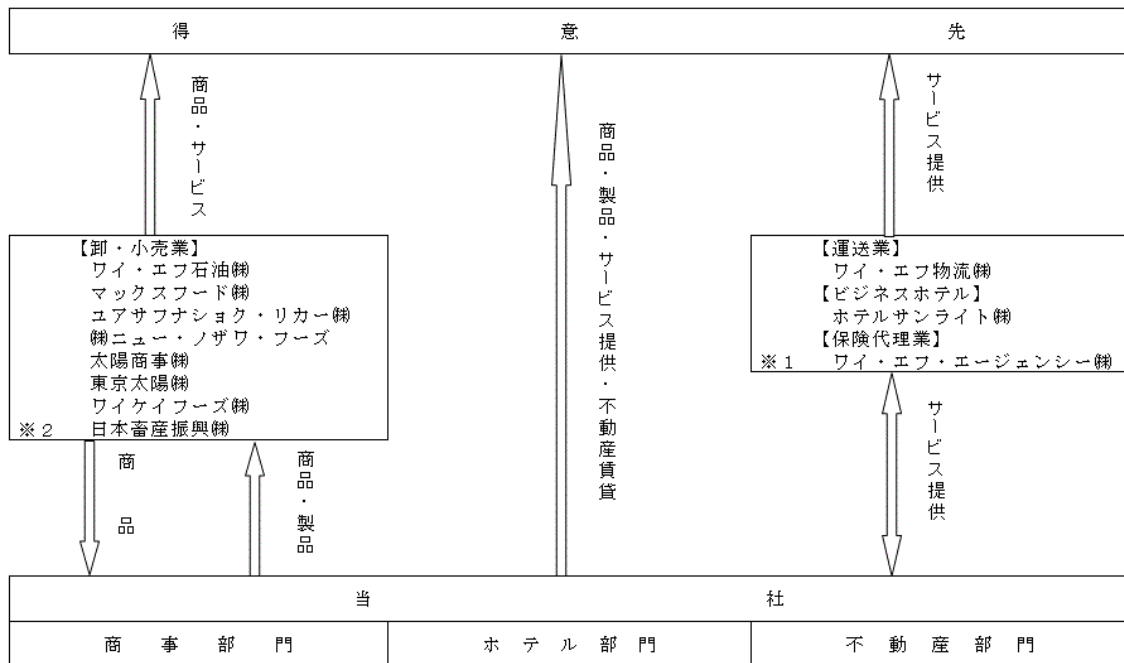 得意先
商品・サービス
商品・製品・サービス提供・不動産賃貸
サービス提供
【卸・小売業】
ワイ・エフ石油㈱
マックスフード㈱
ユアサフナショク・リカー㈱
㈱ニュー・ノザワ・フーズ
太陽商事㈱
東京太陽㈱
ワイケイフーズ㈱
※2 日本畜産振興㈱
【運送業】
ワイ・エフ物流㈱
【ビジネスホテル】
ホテルサンライト㈱
【保険代理業】
※1 ワイ・エフ・エージェンシー㈱
商品
商品・製品
サービス提供
当社
商事部門
ホテル部門
不動産部門